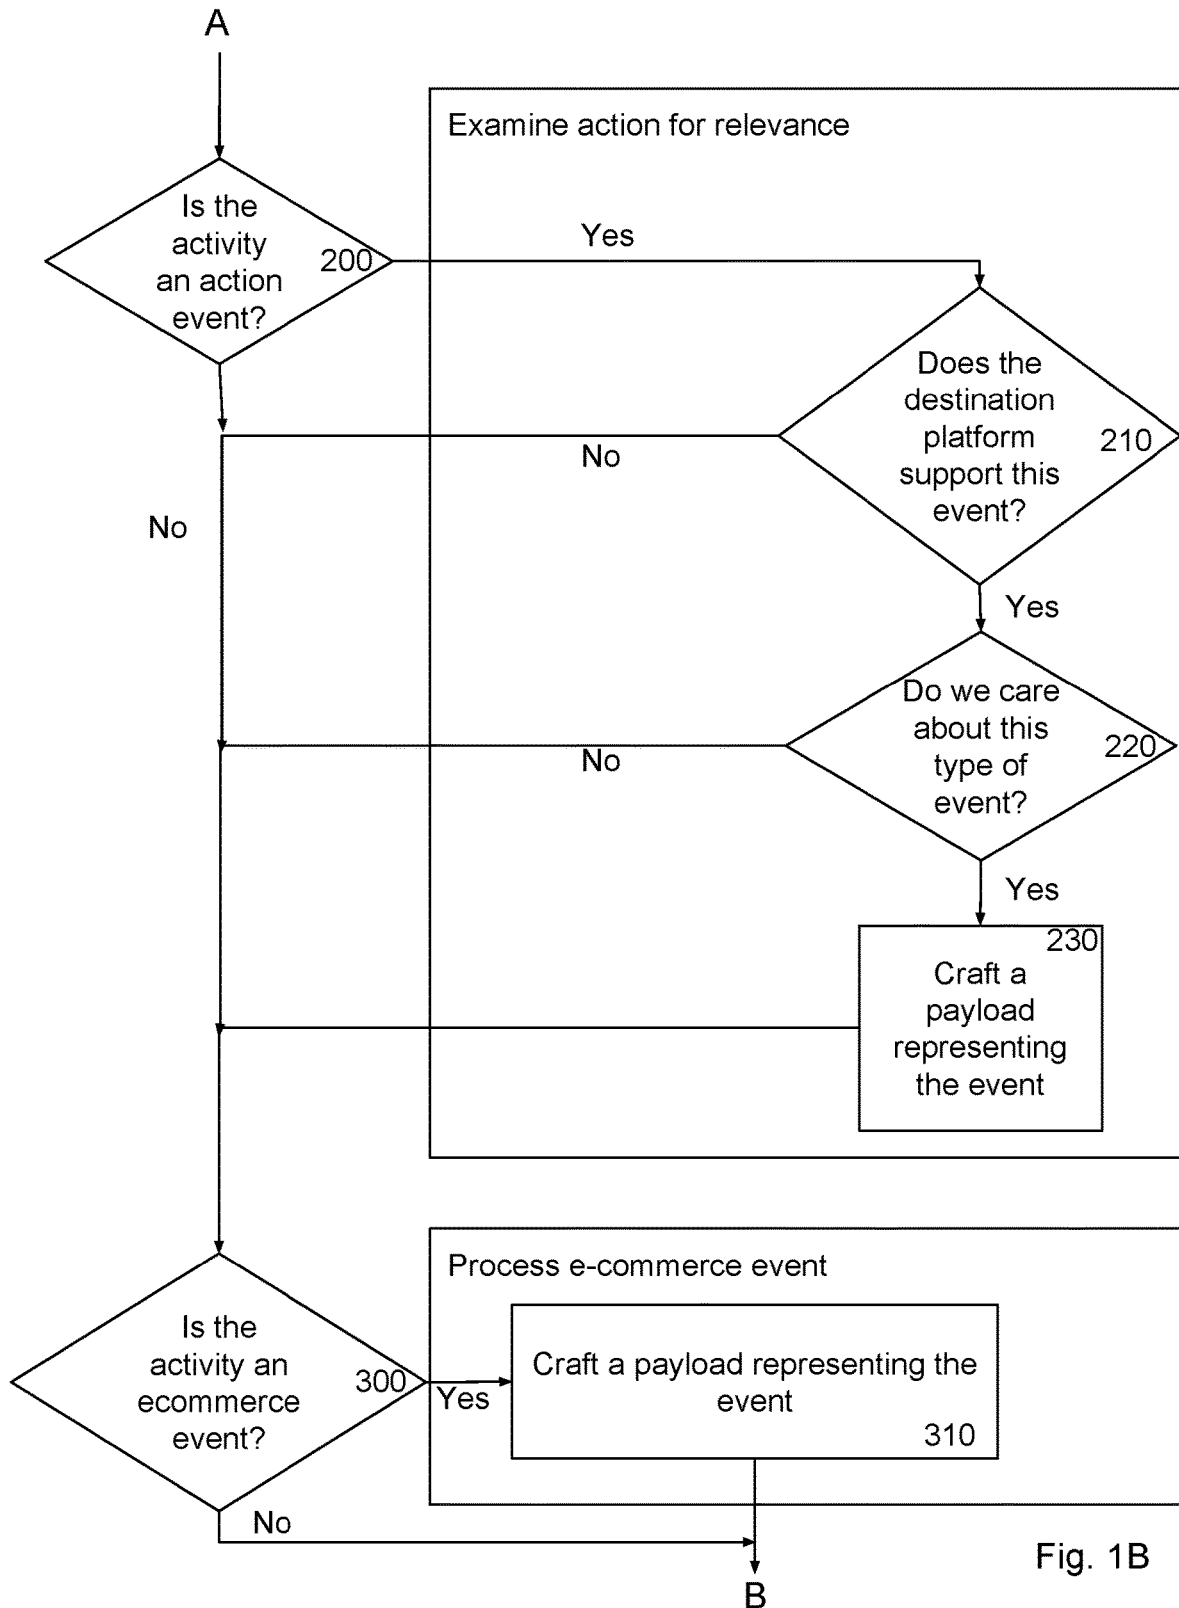 A
Examine action for relevance
Is the
activity
an action
event?
200
Yes
Does the
destination
platform
support this
event?
210
No
No
Yes
Do we care
about this
type of
event?
220
No
Yes
230
Craft a
payload
representing
the event
Process e-commerce event
Is the
activity an
ecommerce
event?
300
Yes
Craft a payload representing the
event
310
No
B
Fig. 1B